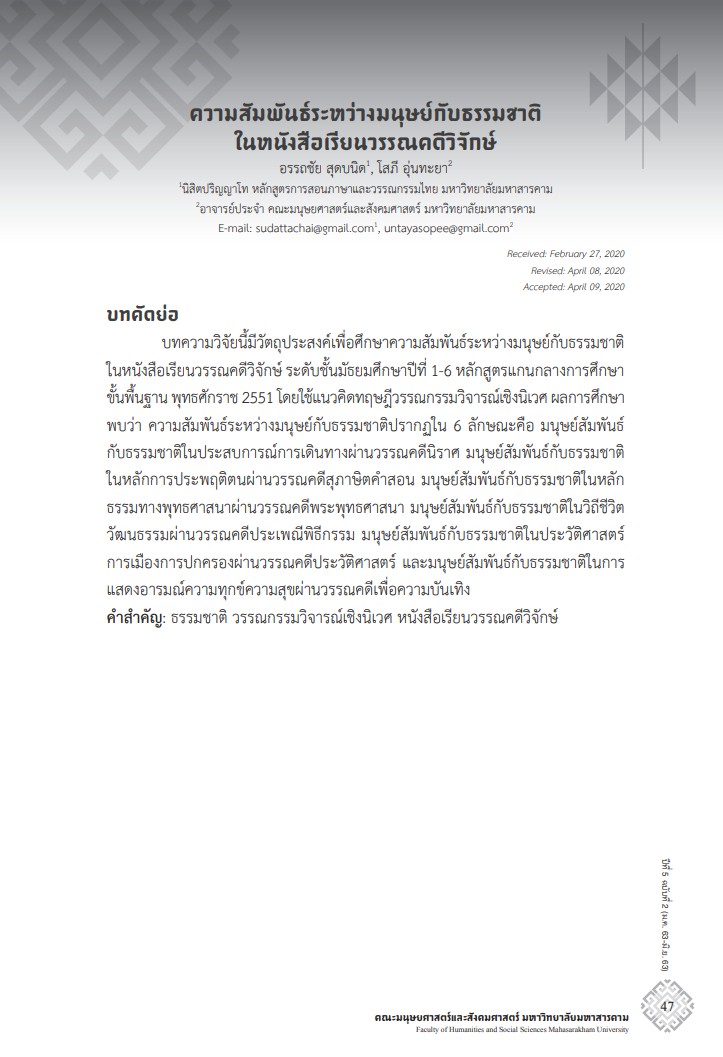 ความสัมพันธ์ระหว่างมนุษย์กับธรรมชาติ
ในหนังสือเรียนวรรณคดีวิจักษ์
อรรถชัย สุดบนิด1, โสภี อุ่นทะยา2
1นิสิตปริญญาโท หลักสูตรการสอนภาษาและวรรณกรรมไทย มหาวิทยาลัยมหาสารคาม
2อาจารย์ประจำ คณะมนุษยศาสตร์และสังคมศาสตร์ มหาวิทยาลัยมหาสารคาม
E-mail: sudattachai@gmail.com1, untayasopee@gmail.com2
Received: February 27, 2020
Revised: April 08, 2020
Accepted: April 09, 2020
บทคัดย่อ
บทความวิจัยนี้มีวัตถุประสงค์เพื่อศึกษาความสัมพันธ์ระหว่างมนุษย์กับธรรมชาติ
ในหนังสือเรียนวรรณคดีวิจักษ์ ระดับชั้นมัธยมศึกษาปีที่ 1-6 หลักสูตรแกนกลางการศึกษา
ขั้นพื้นฐาน พุทธศักราช 2551 โดยใช้แนวคิดทฤษฎีวรรณกรรมวิจารณ์เชิงนิเวศ ผลการศึกษา
พบว่า ความสัมพันธ์ระหว่างมนุษย์กับธรรมชาติปรากฏใน 6 ลักษณะคือ มนุษย์สัมพันธ์
กับธรรมชาติในประสบการณ์การเดินทางผ่านวรรณคดีนิราศ มนุษย์สัมพันธ์กับธรรมชาติ
ในหลักการประพฤติตนผ่านวรรณคดีสุภาษิตคำสอน มนุษย์สัมพันธ์กับธรรมชาติในหลัก
ธรรมทางพุทธศาสนาผ่านวรรณคดีพระพุทธศาสนา มนุษย์สัมพันธ์กับธรรมชาติในวิถีชีวิต
วัฒนธรรมผ่านวรรณคดีประเพณีพิธีกรรม มนุษย์สัมพันธ์กับธรรมชาติในประวัติศาสตร์
การเมืองการปกครองผ่านวรรณคดีประวัติศาสตร์ และมนุษย์สัมพันธ์กับธรรมชาติในการ
แสดงอารมณ์ความทุกข์ความสุขผ่านวรรณคดีเพื่อความบันเทิง
คำสำคัญ: ธรรมชาติ วรรณกรรมวิจารณ์เชิงนิเวศ หนังสือเรียนวรรณคดีวิจักษ์
ปีที่ 5 ฉบับที่ 2 (ม.ค. 63-มิ.ย. 63)
47
คณะมนุษยศาสตร์และสังคมศาสตร์ มหาวิทยาลัยมหาสารคาม
Faculty of Humanities and Social Sciences Mahasarakham University